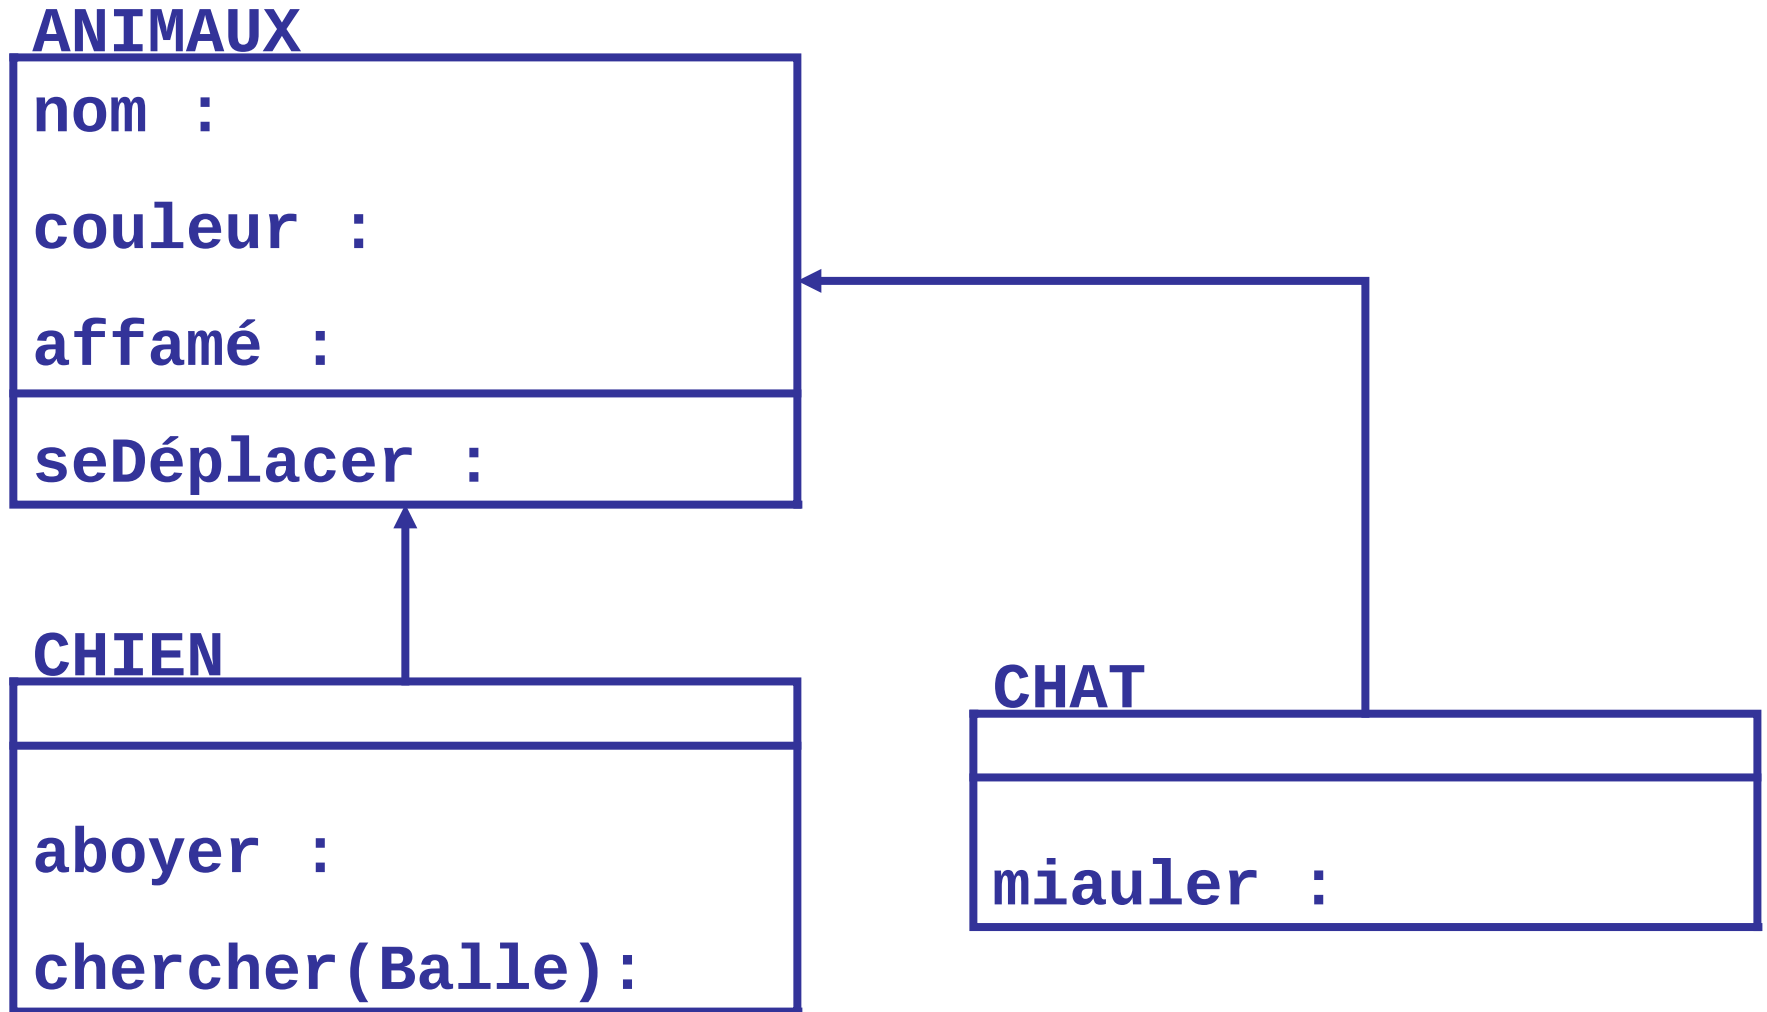 ANIMAUX
nom :
couleur :
affamé :
seDéplacer :
CHIEN
aboyer :
chercher(Balle):
CHAT
miauler :